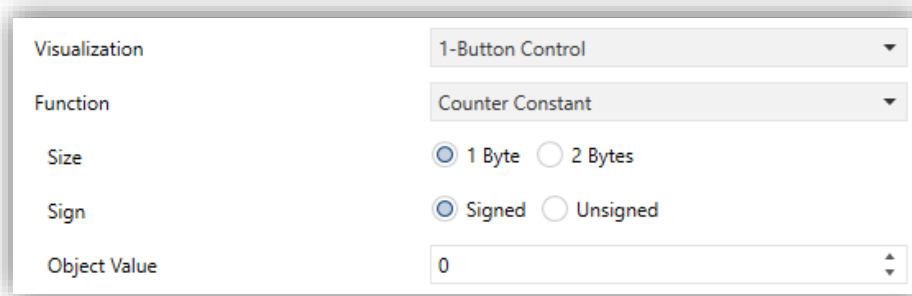 Visualization 1-Button Control
Function Counter Constant
Size 1 Byte 2 Bytes
Sign Signed Unsigned
Object Value 0